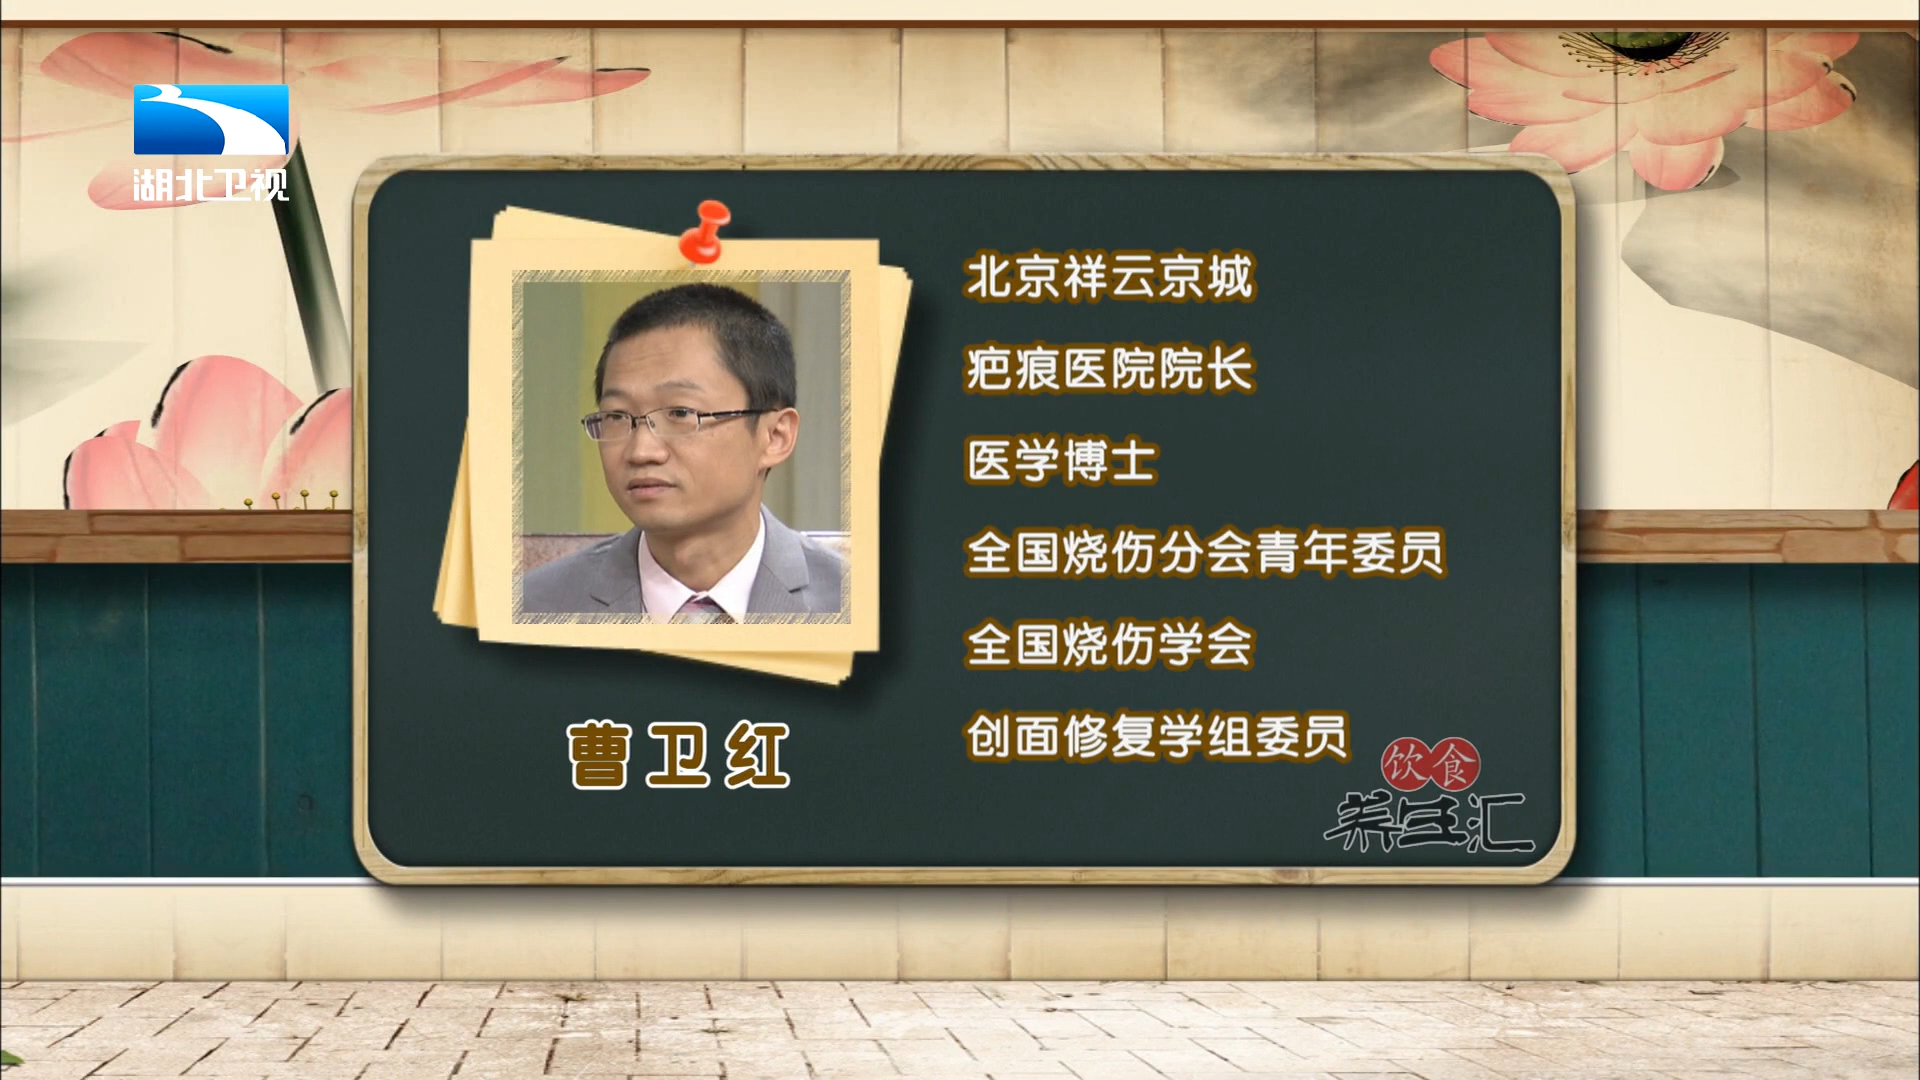 湖北卫视
北京祥云京城
疤痕医院院长
医学博士
全国烧伤分会青年委员
全国烧伤学会
创面修复学组委员
曹卫红
饮食
养生汇